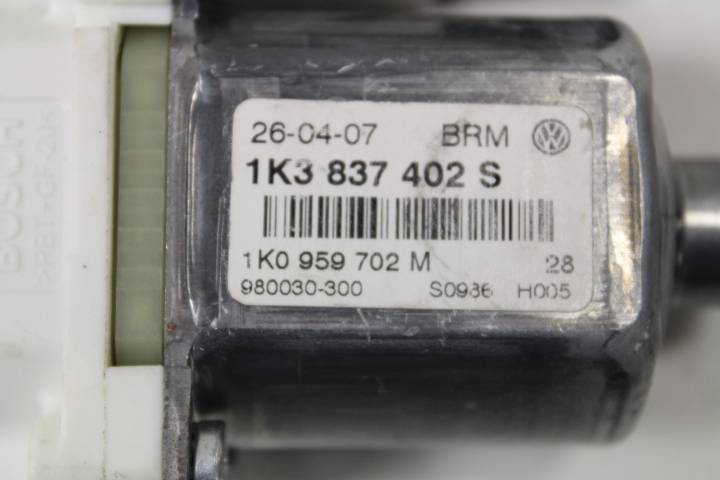 26-04-07 BRM
1K3 837 402 S
1K0 959 702 M 28
980030-300 S0936 H005
BOSCH